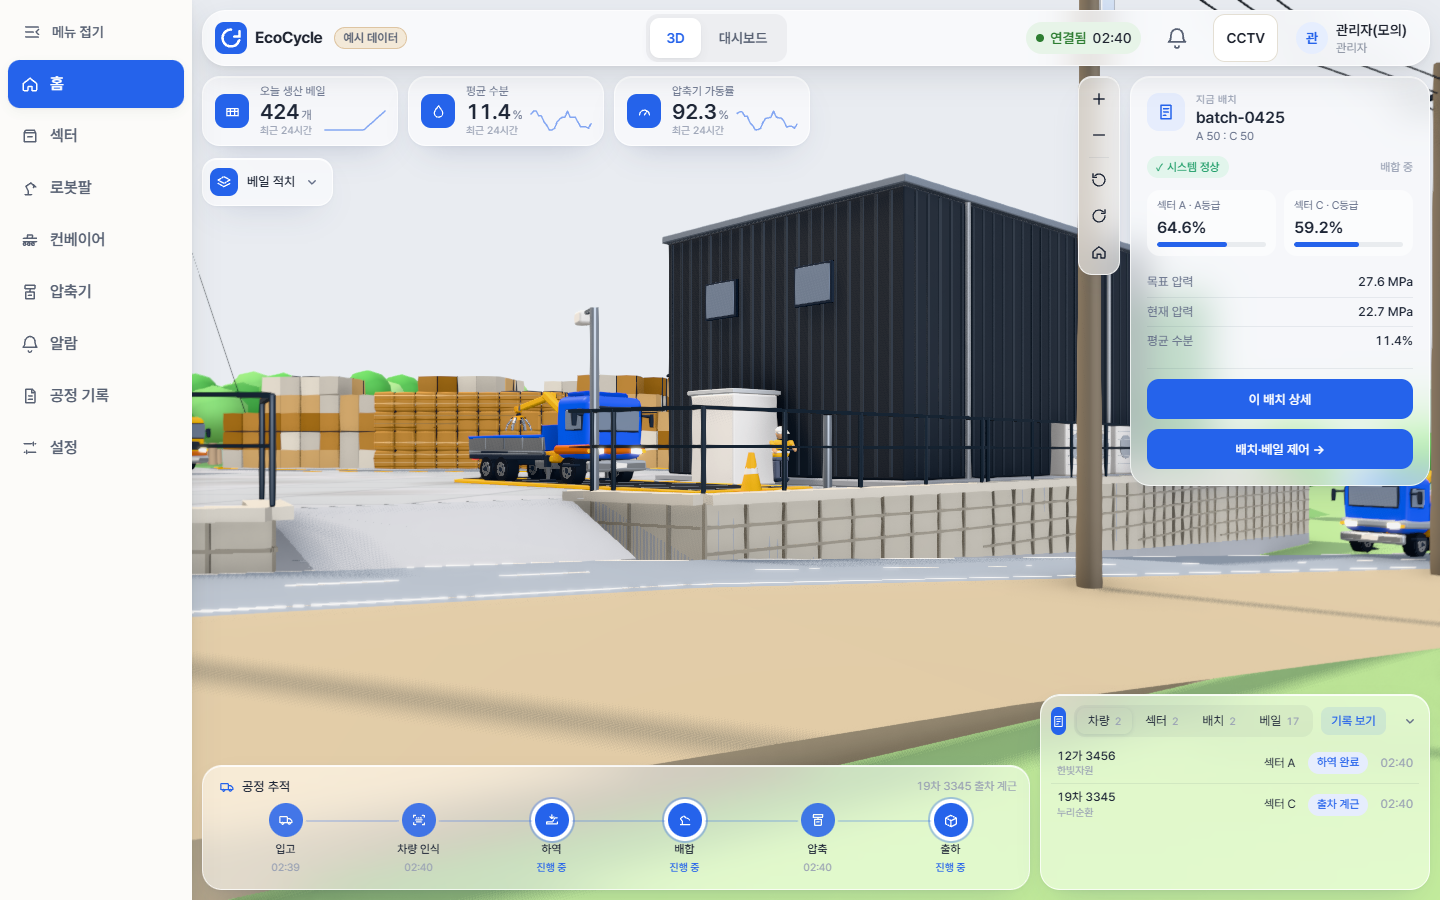 메뉴 접기
홈
섹터
로봇팔
컨베이어
압축기
알람
공정 기록
설정
EcoCycle
예시 데이터
3D
대시보드
연결됨 02:40
CCTV
관
관리자(모의)
관리자
오늘 생산 베일
424개
최근 24시간
평균 수분
11.4%
최근 24시간
압축기 가동률
92.3%
최근 24시간
베일 적치
지금 배치
batch-0425
A 50 : C 50
✓ 시스템 정상
배합 중
섹터 A · A등급
64.6%
섹터 C · C등급
59.2%
목표 압력 27.6 MPa
현재 압력 22.7 MPa
평균 수분 11.4%
이 배치 상세
배치·베일 제어 →
공정 추적
19차 3345 출차 계근
입고
02:39
차량 인식
02:40
하역
진행 중
배합
진행 중
압축
02:40
출하
진행 중
차량 2 섹터 2 배치 2 베일 17 기록 보기
12가 3456
한빛자원
섹터 A 하역 완료 02:40
19차 3345
누리순환
섹터 C 출차 계근 02:40